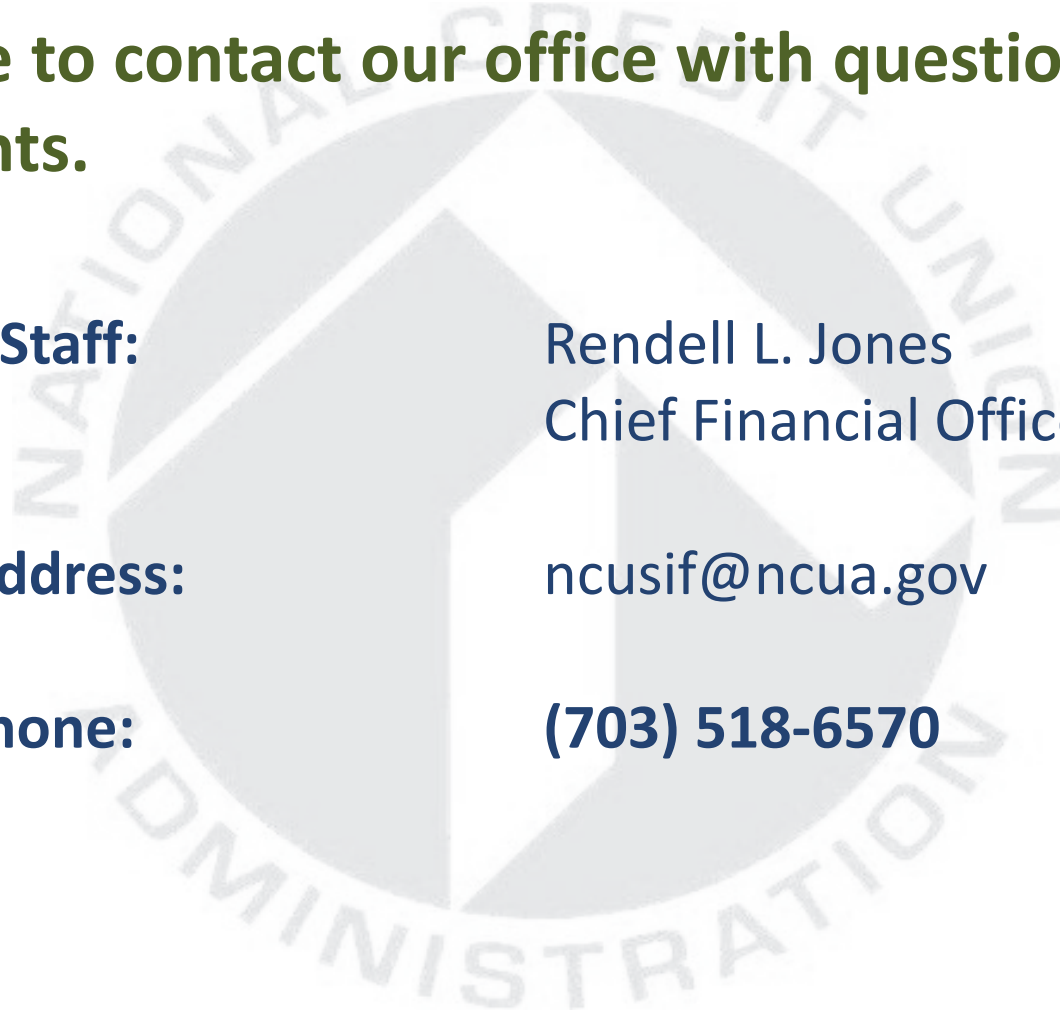 e to contact our office with questio
nts.
Staff: Rendell L. Jones
Chief Financial Office
ddress: ncusif@ncua.gov
hone: (703) 518-6570
NATIONAL CREDIT UNION
ADMINISTRATION